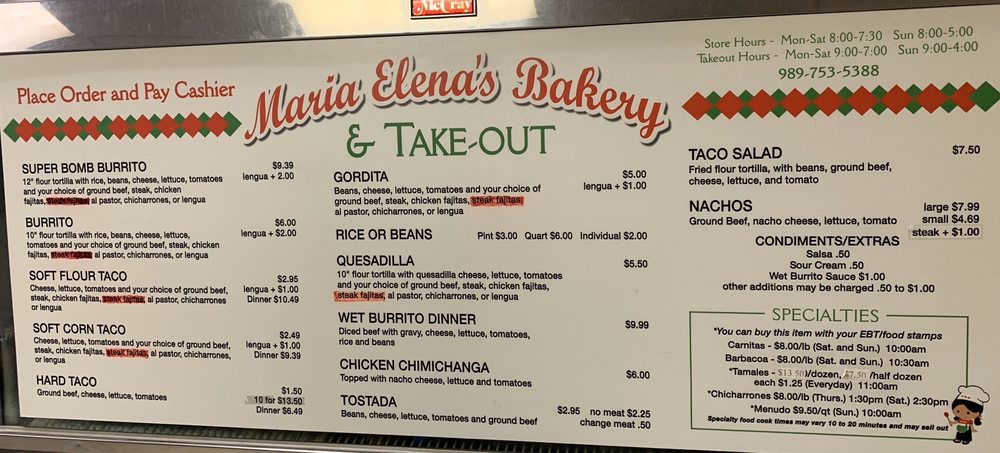 McCray
Place Order and Pay Cashier
Maria Elena's Bakery
& TAKE-OUT
Store Hours - Mon-Sat 8:00-7:30 Sun 8:00-5:00
Takeout Hours - Mon-Sat 9:00-7:00 Sun 9:00-4:00
989-753-5388
SUPER BOMB BURRITO $9.39
12" flour tortilla with rice, beans, cheese, lettuce, tomatoes lengua + 2.00
and your choice of ground beef, steak, chicken
fajitas, steak fajitas, al pastor, chicharrones, or lengua
BURRITO $6.00
10" flour tortilla with rice, beans, cheese, lettuce, lengua + $2.00
tomatoes and your choice of ground beef, steak, chicken
fajitas, steak fajitas, al pastor, chicharrones, or lengua
SOFT FLOUR TACO $2.95
Cheese, lettuce, tomatoes and your choice of ground beef, lengua + $1.00
steak, chicken fajitas, steak fajitas, al pastor, chicharrones, Dinner $10.49
or lengua
SOFT CORN TACO $2.49
Cheese, lettuce, tomatoes and your choice of ground beef, lengua + $1.00
steak, chicken fajitas, steak fajitas, al pastor, chicharrones, Dinner $9.39
or lengua
HARD TACO $1.50
Ground beef, cheese, lettuce, tomatoes 10 for $13.50
Dinner $6.49
GORDITA $5.00
Beans, cheese, lettuce, tomatoes and your choice of lengua + $1.00
ground beef, steak, chicken fajitas, steak fajitas,
al pastor, chicharrones, or lengua
RICE OR BEANS Pint $3.00 Quart $6.00 Individual $2.00
QUESADILLA $5.50
10" flour tortilla with quesadilla cheese, lettuce, tomatoes
and your choice of ground beef, steak, chicken fajitas,
steak fajitas, al pastor, chicharrones, or lengua
WET BURRITO DINNER $9.99
Diced beef with gravy, cheese, lettuce, tomatoes,
rice and beans
CHICKEN CHIMICHANGA $6.00
Topped with nacho cheese, lettuce and tomatoes
TOSTADA $2.95 no meat $2.25
Beans, cheese, lettuce, tomatoes and ground beef change meat .50
TACO SALAD $7.50
Fried flour tortilla, with beans, ground beef,
cheese, lettuce, and tomato
NACHOS large $7.99
Ground Beef, nacho cheese, lettuce, tomato small $4.69
steak + $1.00
CONDIMENTS/EXTRAS
Salsa .50
Sour Cream .50
Wet Burrito Sauce $1.00
other additions may be charged .50 to $1.00
SPECIALTIES
*You can buy this item with your EBT/food stamps
Carnitas - $8.00/lb (Sat. and Sun.) 10:00am
Barbacoa - $8.00/lb (Sat. and Sun.) 10:30am
*Tamales - $13.50/dozen, $7.50 /half dozen
each $1.25 (Everyday) 11:00am
*Chicharrones $8.00/lb (Thurs.) 1:30pm (Sat.) 2:30pm
*Menudo $9.50/qt (Sun.) 10:00am
Specialty food cook times may vary 10 to 20 minutes and may sell out